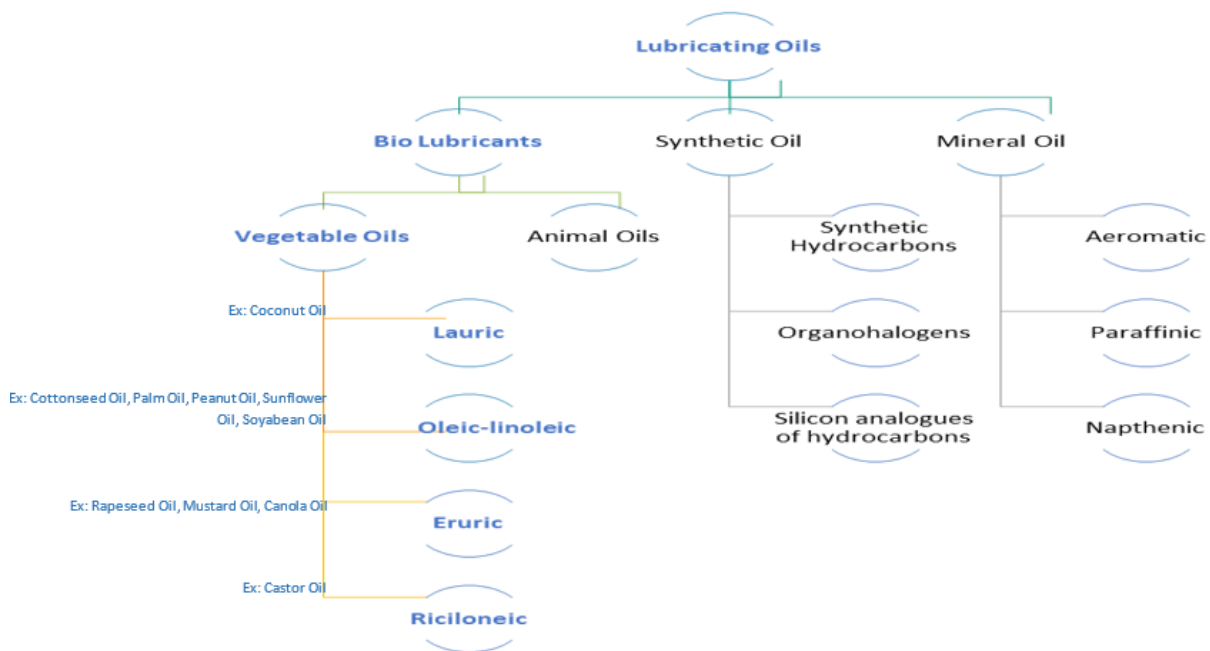 Lubricating Oils
Bio Lubricants
Synthetic Oil
Mineral Oil
Vegetable Oils
Animal Oils
Synthetic
Hydrocarbons
Aeromatic
Ex: Coconut Oil
Lauric
Organohalogens
Paraffinic
Ex: Cottonseed Oil, Palm Oil, Peanut Oil, Sunflower
Oil, Soyabean Oil
Oleic-linoleic
Silicon analogues
of hydrocarbons
Napthenic
Ex: Rapeseed Oil, Mustard Oil, Canola Oil
Eruric
Ex: Castor Oil
Riciloneic